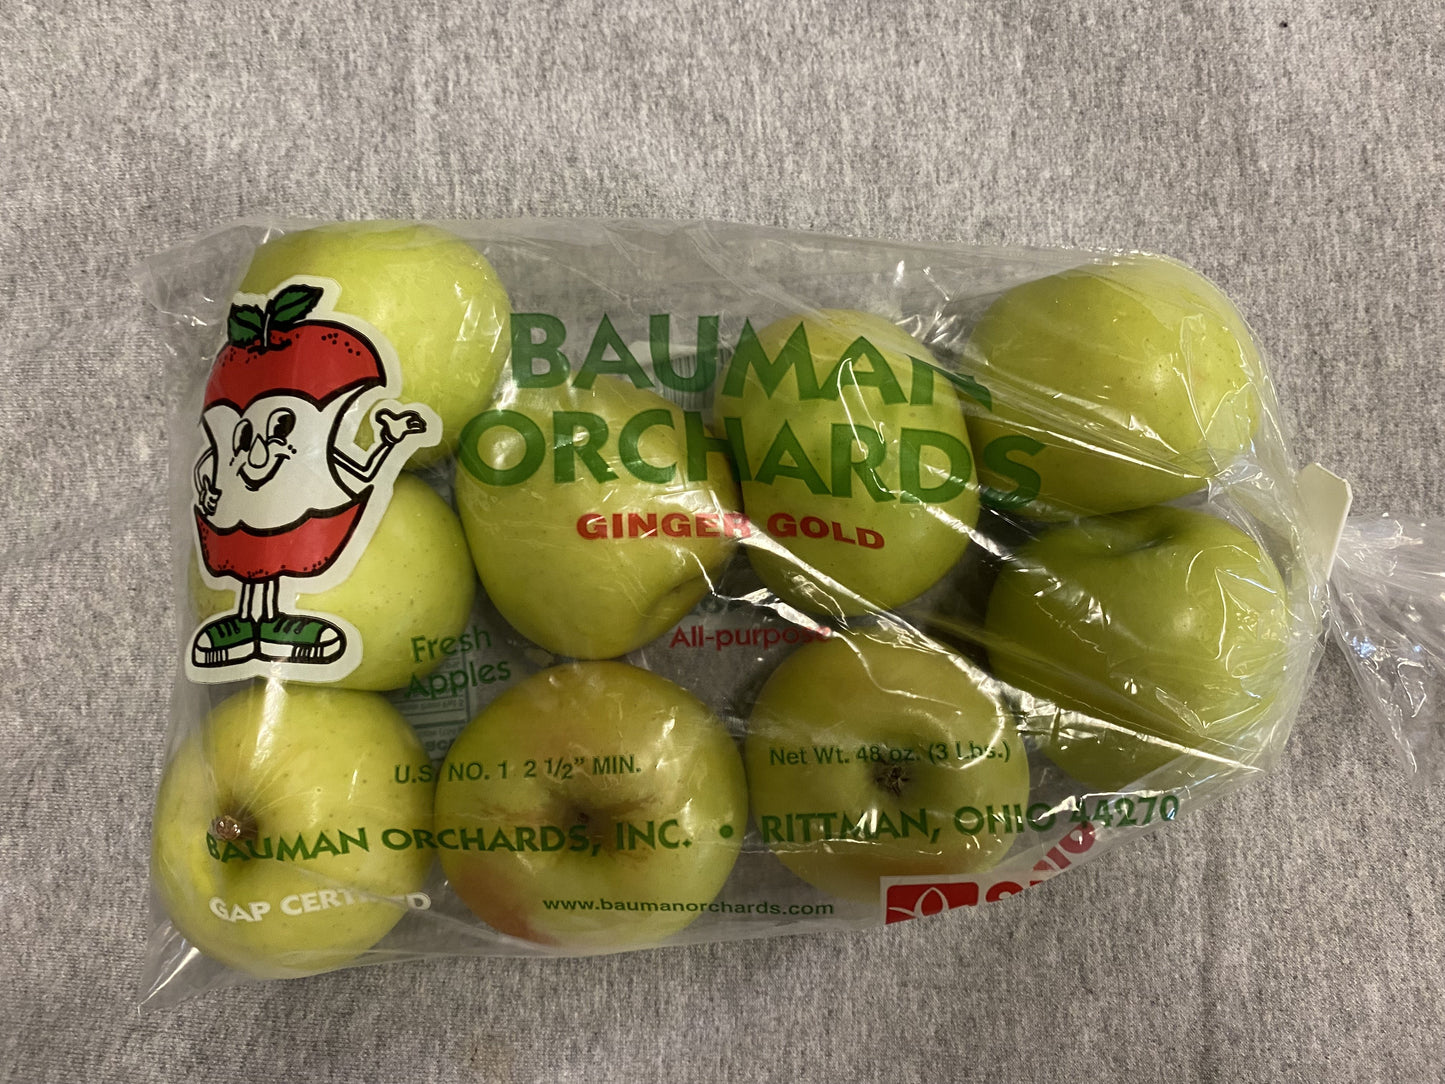 BAUMAN
ORCHARDS
GINGER GOLD
All-purpose
Fresh
Apples
U.S. NO. 1 2 1/2” MIN.
Net Wt. 48 oz. (3 Lbs.)
BAUMAN ORCHARDS, INC. • RITTMAN, OHIO 44270
GAP CERTIFIED
www.baumanorchards.com